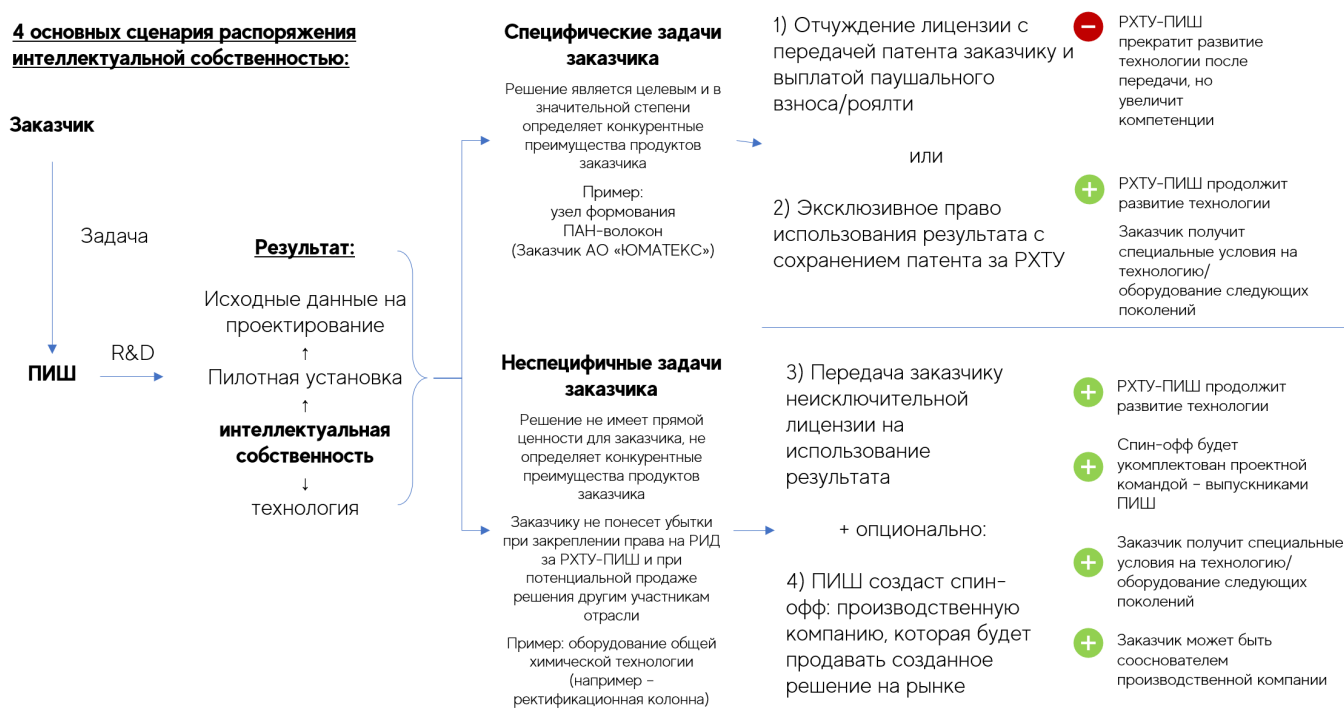 4 основных сценария распоряжения
интеллектуальной собственностью:
Заказчик
Задача
ПИШ
R&D
Результат:
Исходные данные на
проектирование
↑
Пилотная установка
↑
интеллектуальная
собственность
↓
технология
Специфические задачи
заказчика
Решение является целевым и в
значительной степени
определяет конкурентные
преимущества продуктов
заказчика
Пример:
узел формования
ПАН-волокон
(Заказчик АО «ЮМАТЕКС»)
1) Отчуждение лицензии с
передачей патента заказчику и
выплатой паушального
взноса/роялти
или
2) Эксклюзивное право
использования результата с
сохранением патента за РХТУ
РХТУ-ПИШ
прекратит развитие
технологии после
передачи, но
увеличит
компетенции
РХТУ-ПИШ продолжит
развитие технологии
Заказчик получит
специальные условия на
технологию/
оборудование следующих
поколений
Неспецифичные задачи
заказчика
Решение не имеет прямой
ценности для заказчика, не
определяет конкурентные
преимущества продуктов
заказчика
Заказчику не понесет убытки
при закреплении права на РИД
за РХТУ-ПИШ и при
потенциальной продаже
решения другим участникам
отрасли
Пример: оборудование общей
химической технологии
(например –
ректификационная колонна)
3) Передача заказчику
неисключительной
лицензии на
использование
результата
+ опционально:
4) ПИШ создаст спин-
офф: производственную
компанию, которая будет
продавать созданное
решение на рынке
РХТУ-ПИШ продолжит
развитие технологии
Спин-офф будет
укомплектован проектной
командой – выпускниками
ПИШ
Заказчик получит специальные
условия на технологию/
оборудование следующих
поколений
Заказчик может быть
сооснователем
производственной компании